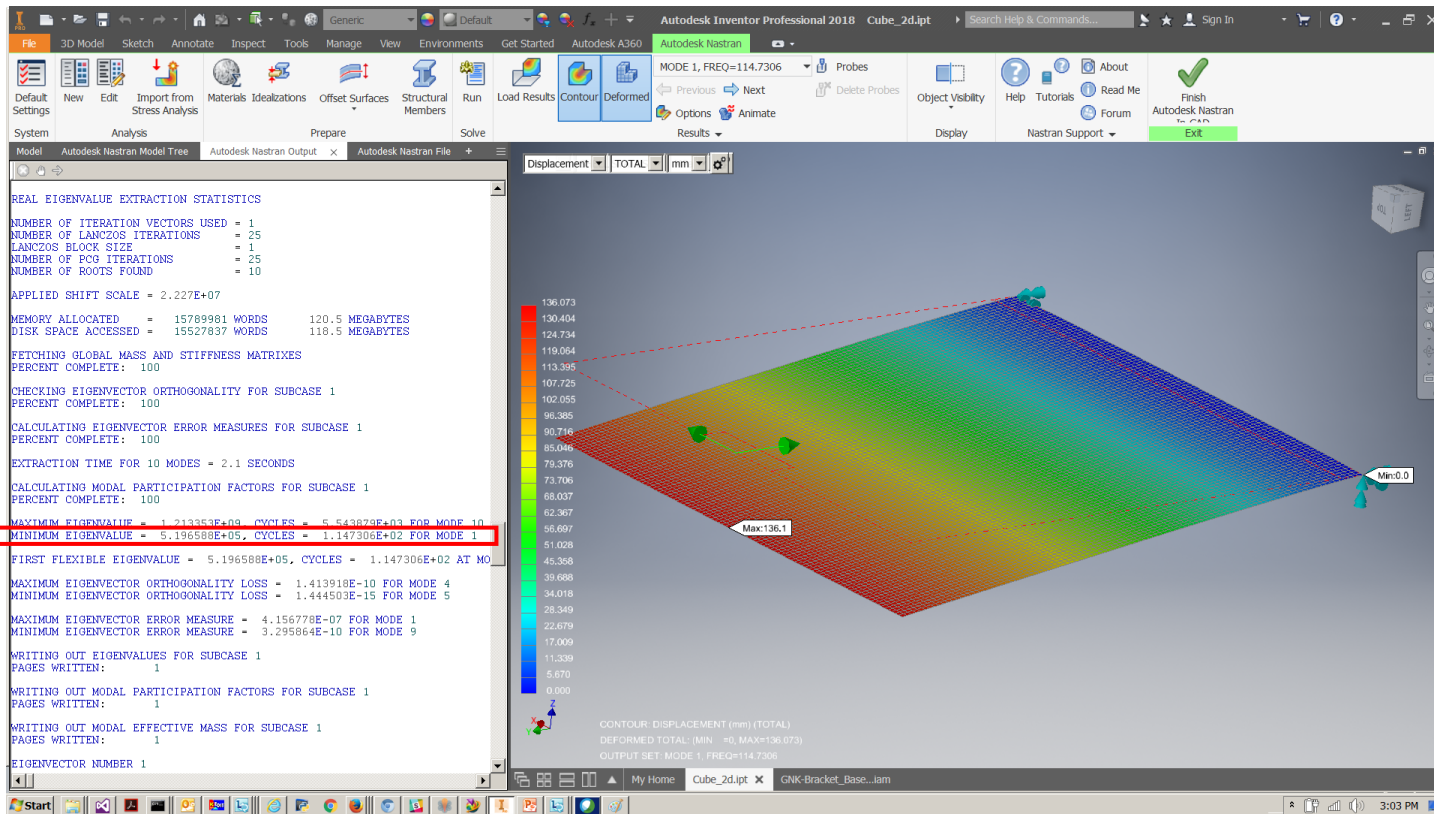 I
PRO
Generic
Default
Autodesk Inventor Professional 2018 Cube_2d.ipt
Search Help & Commands...
Sign In
File 3D Model Sketch Annotate Inspect Tools Manage View Environments Get Started Autodesk A360 Autodesk Nastran
Default Settings
New
Edit
Import from Stress Analysis
Materials
Idealizations
Offset Surfaces
Structural Members
Run
Load Results
Contour
Deformed
MODE 1, FREQ=114.7306
Previous Next
Options Animate
Probes
Delete Probes
Object Visibility
Help
Tutorials
About
Read Me
Forum
Finish
Autodesk Nastran
In-CAD
System Analysis Prepare Solve Results Display Nastran Support Exit
Model Autodesk Nastran Model Tree Autodesk Nastran Output Autodesk Nastran File
REAL EIGENVALUE EXTRACTION STATISTICS
NUMBER OF ITERATION VECTORS USED = 1
NUMBER OF LANCZOS ITERATIONS = 25
LANCZOS BLOCK SIZE = 1
NUMBER OF PCG ITERATIONS = 25
NUMBER OF ROOTS FOUND = 10
APPLIED SHIFT SCALE = 2.227E+07
MEMORY ALLOCATED = 15789981 WORDS 120.5 MEGABYTES
DISK SPACE ACCESSED = 15527837 WORDS 118.5 MEGABYTES
FETCHING GLOBAL MASS AND STIFFNESS MATRIXES
PERCENT COMPLETE: 100
CHECKING EIGENVECTOR ORTHOGONALITY FOR SUBCASE 1
PERCENT COMPLETE: 100
CALCULATING EIGENVECTOR ERROR MEASURES FOR SUBCASE 1
PERCENT COMPLETE: 100
EXTRACTION TIME FOR 10 MODES = 2.1 SECONDS
CALCULATING MODAL PARTICIPATION FACTORS FOR SUBCASE 1
PERCENT COMPLETE: 100
MAXIMUM EIGENVALUE = 1.213353E+09, CYCLES = 5.543879E+03 FOR MODE 10
MINIMUM EIGENVALUE = 5.196588E+05, CYCLES = 1.147306E+02 FOR MODE 1
FIRST FLEXIBLE EIGENVALUE = 5.196588E+05, CYCLES = 1.147306E+02 AT MO
MAXIMUM EIGENVECTOR ORTHOGONALITY LOSS = 1.413918E-10 FOR MODE 4
MINIMUM EIGENVECTOR ORTHOGONALITY LOSS = 1.444503E-15 FOR MODE 5
MAXIMUM EIGENVECTOR ERROR MEASURE = 4.156778E-07 FOR MODE 1
MINIMUM EIGENVECTOR ERROR MEASURE = 3.295864E-10 FOR MODE 9
WRITING OUT EIGENVALUES FOR SUBCASE 1
PAGES WRITTEN: 1
WRITING OUT MODAL PARTICIPATION FACTORS FOR SUBCASE 1
PAGES WRITTEN: 1
WRITING OUT MODAL EFFECTIVE MASS FOR SUBCASE 1
PAGES WRITTEN: 1
EIGENVECTOR NUMBER 1
Displacement TOTAL mm
LEFT
136.073
130.404
124.734
119.064
113.395
107.725
102.055
96.385
90.716
85.046
79.376
73.706
68.037
62.367
56.697
51.028
45.358
39.688
34.018
28.349
22.679
17.009
11.339
5.670
0.000
Min:0.0
Max:136.1
Z
X
Y
CONTOUR: DISPLACEMENT (mm) (TOTAL)
DEFORMED TOTAL: (MIN =0, MAX=136.073)
OUTPUT SET: MODE 1, FREQ=114.7306
My Home Cube_2d.ipt GNK-Bracket_Base...iam
Start
3:03 PM